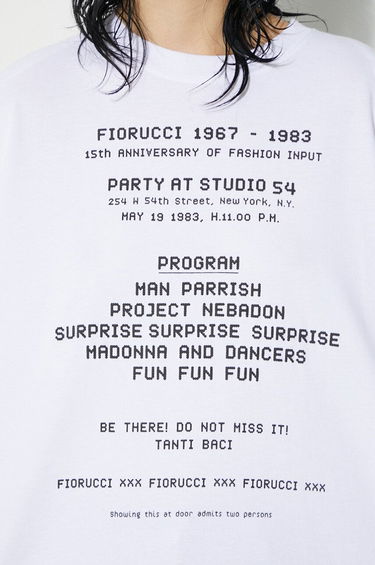 FIORUCCI 1967 - 1983
15th ANNIVERSARY OF FASHION INPUT
PARTY AT STUDIO 54
254 W 54th Street, New York, N.Y.
MAY 19 1983, H.11.00 P.M.
PROGRAM
MAN PARRISH
PROJECT NEBADON
SURPRISE SURPRISE SURPRISE
MADONNA AND DANCERS
FUN FUN FUN
BE THERE! DO NOT MISS IT!
TANTI BACI
FIORUCCI xxx FIORUCCI xxx FIORUCCI xxx
Showing this at door admits two persons